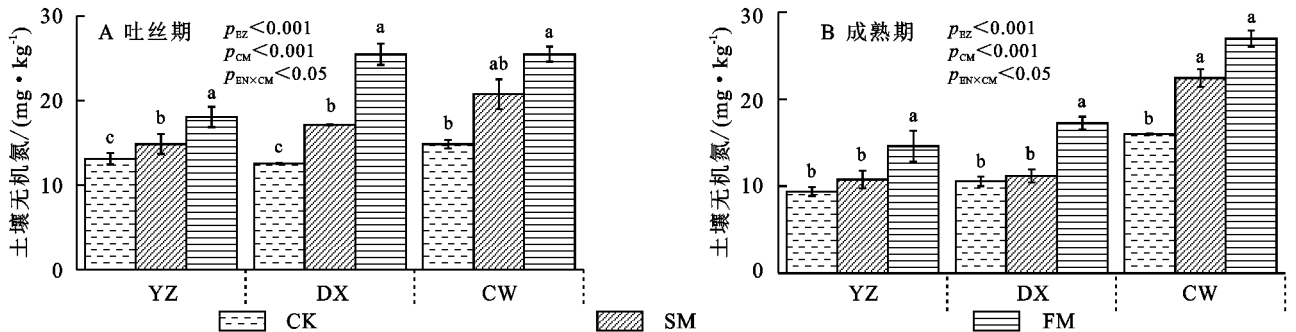 土壤无机氮/(mg·kg⁻¹)
30
20
10
0
A 吐丝期
p_EZ<0.001
p_CM<0.001
p_EN×CM<0.05
c
b
a
c
b
a
b
ab
a
YZ
DX
CW
土壤无机氮/(mg·kg⁻¹)
30
20
10
0
B 成熟期
p_EZ<0.001
p_CM<0.001
p_EN×CM<0.05
b
b
a
b
b
a
b
a
a
YZ
DX
CW
CK
SM
FM